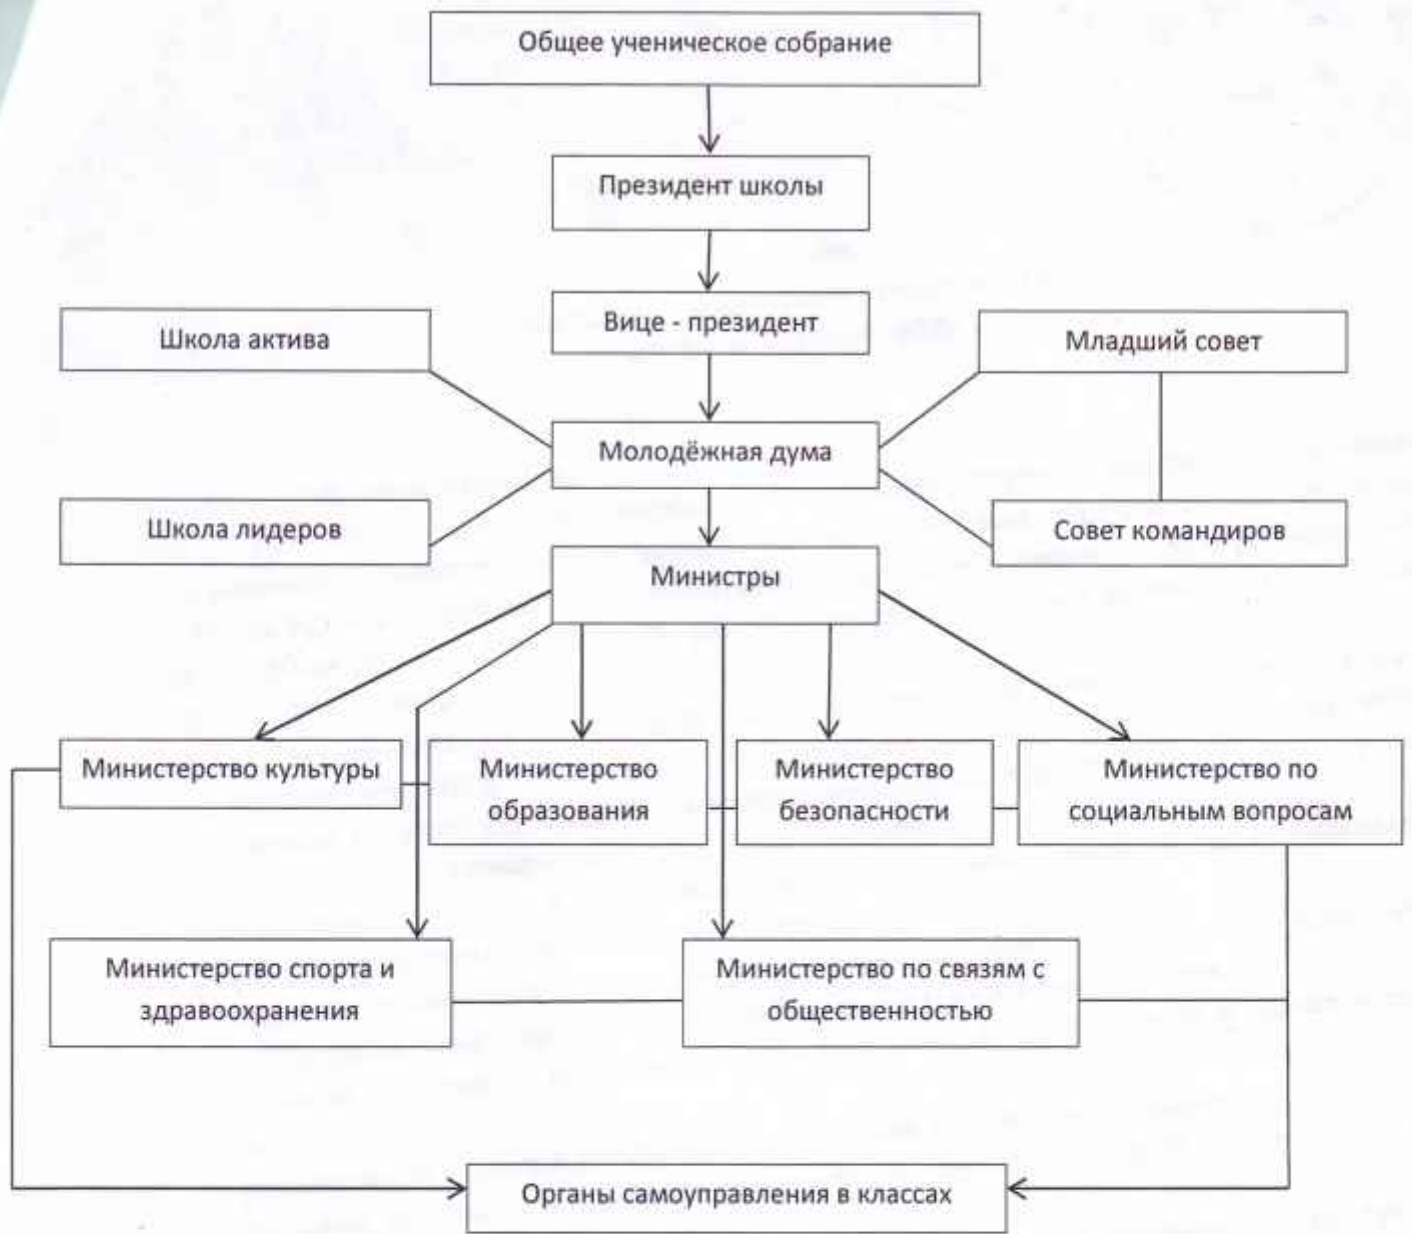 Общее ученическое собрание
Президент школы
Вице - президент
Школа актива
Младший совет
Молодёжная дума
Школа лидеров
Совет командиров
Министры
Министерство культуры
Министерство
образования
Министерство
безопасности
Министерство по
социальным вопросам
Министерство спорта и
здравоохранения
Министерство по связям с
общественностью
Органы самоуправления в классах